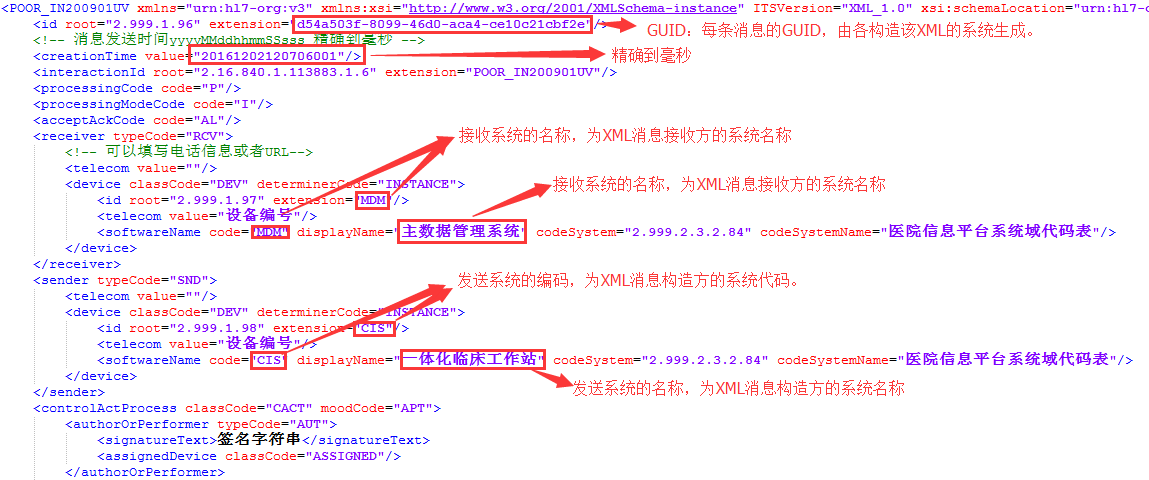 <POOR_IN200901UV xmlns="urn:hl7-org:v3" xmlns:xsi="http://www.w3.org/2001/XMLSchema-instance" ITSVersion="XML_1.0" xsi:schemaLocation="urn:hl7-o
<id root="2.999.1.96" extension="d54a503f-8099-46d0-aca4-ce10c21cbf2e"/>
GUID：每条消息的GUID，由各构造该XML的系统生成。
<!-- 消息发送时间yyyyMMddhhmmSSsss 精确到毫秒 -->
<creationTime value="20161202120706001"/>
精确到毫秒
<interactionId root="2.16.840.1.113883.1.6" extension="POOR_IN200901UV"/>
<processingCode code="P"/>
<processingModeCode code="I"/>
<acceptAckCode code="AL"/>
<receiver typeCode="RCV">
接收系统的名称，为XML消息接收方的系统名称
<!-- 可以填写电话信息或者URL-->
<telecom value=""/>
<device classCode="DEV" determinerCode="INSTANCE">
接收系统的名称，为XML消息接收方的系统名称
<id root="2.999.1.97" extension="MDM"/>
<telecom value="设备编号"/>
<softwareName code="MDM" displayName="主数据管理系统" codeSystem="2.999.2.3.2.84" codeSystemName="医院信息平台系统域代码表"/>
</device>
</receiver>
<sender typeCode="SND">
发送系统的编码，为XML消息构造方的系统代码。
<telecom value=""/>
<device classCode="DEV" determinerCode="INSTANCE">
<id root="2.999.1.98" extension="CIS"/>
<telecom value="设备编号"/>
<softwareName code="CIS" displayName="一体化临床工作站" codeSystem="2.999.2.3.2.84" codeSystemName="医院信息平台系统域代码表"/>
</device>
发送系统的名称，为XML消息构造方的系统名称
</sender>
<controlActProcess classCode="CACT" moodCode="APT">
<authorOrPerformer typeCode="AUT">
<signatureText>签名字符串</signatureText>
<assignedDevice classCode="ASSIGNED"/>
</authorOrPerformer>